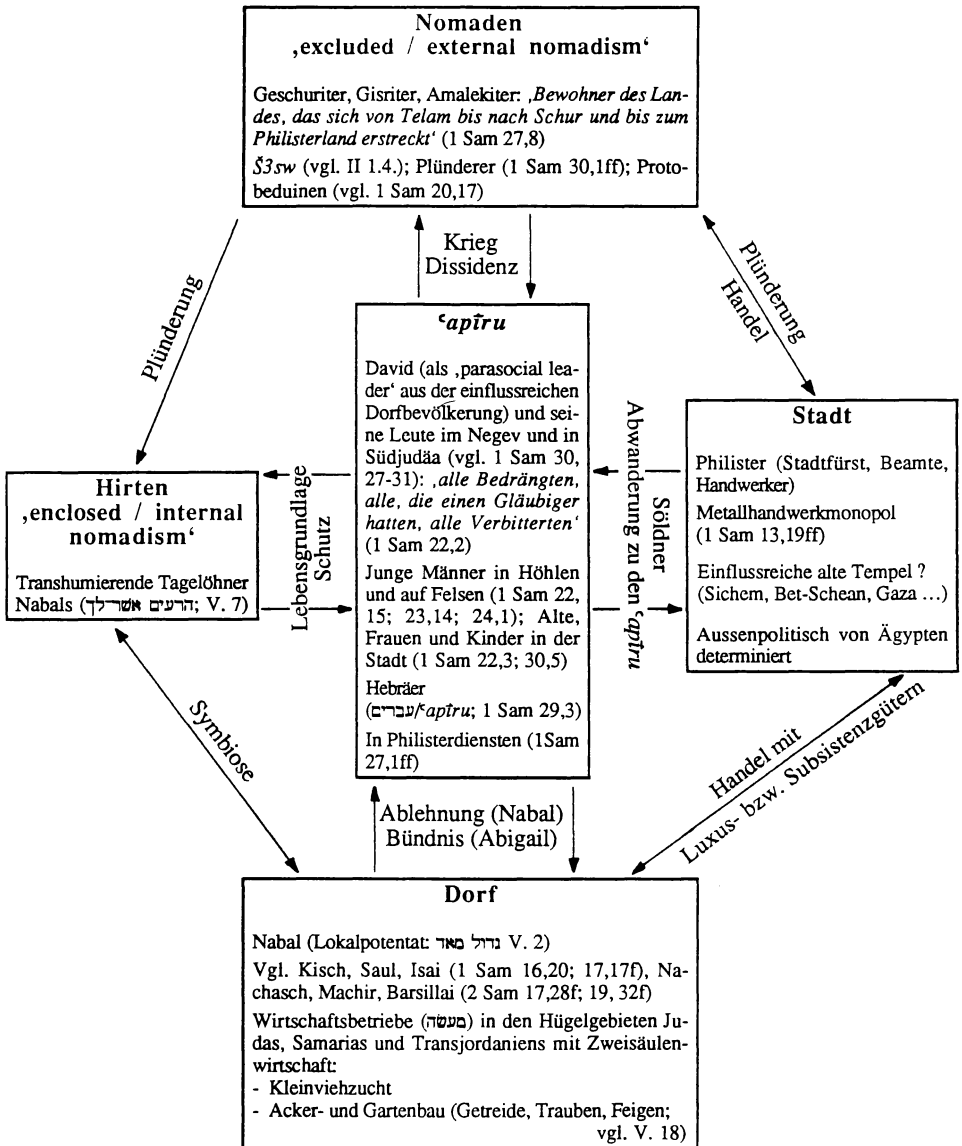 Nomaden
‚excluded / external nomadism‘
Geschuriter, Gisriter, Amalekiter: ‚Bewohner des Lan-
des, das sich von Telam bis nach Schur und bis zum
Philisterland erstreckt‘ (1 Sam 27,8)
Š3sw (vgl. II 1.4.); Plünderer (1 Sam 30,1ff); Proto-
beduinen (vgl. 1 Sam 20,17)
Plünderung
Krieg
Dissidenz
Plünderung
Handel
ʿapīru
David (als ‚parasocial lea-
der‘ aus der einflussreichen
Dorfbevölkerung) und sei-
ne Leute im Negev und in
Südjudäa (vgl. 1 Sam 30,
27-31): ‚alle Bedrängten,
alle, die einen Gläubiger
hatten, alle Verbitterten‘
(1 Sam 22,2)
Junge Männer in Höhlen
und auf Felsen (1 Sam 22,
15; 23,14; 24,1); Alte,
Frauen und Kinder in der
Stadt (1 Sam 22,3; 30,5)
Hebräer
(עברים/ʿapīru; 1 Sam 29,3)
In Philisterdiensten (1Sam
27,1ff)
Hirten
‚enclosed / internal
nomadism‘
Transhumierende Tagelöhner
Nabals (הרעים אשר־לך; V. 7)
Lebensgrundlage
Schutz
Söldner
Abwanderung zu den ʿapīru
Stadt
Philister (Stadtfürst, Beamte,
Handwerker)
Metallhandwerkmonopol
(1 Sam 13,19ff)
Einflussreiche alte Tempel ?
(Sichem, Bet-Schean, Gaza ...)
Aussenpolitisch von Ägypten
determiniert
Symbiose
Ablehnung (Nabal)
Bündnis (Abigail)
Handel mit
Luxus- bzw. Subsistenzgütern
Dorf
Nabal (Lokalpotentat: גדול מאד V. 2)
Vgl. Kisch, Saul, Isai (1 Sam 16,20; 17,17f), Na-
chasch, Machir, Barsillai (2 Sam 17,28f; 19, 32f)
Wirtschaftsbetriebe (מעשה) in den Hügelgebieten Ju-
das, Samarias und Transjordaniens mit Zweisäulen-
wirtschaft:
- Kleinviehzucht
- Acker- und Gartenbau (Getreide, Trauben, Feigen;
vgl. V. 18)